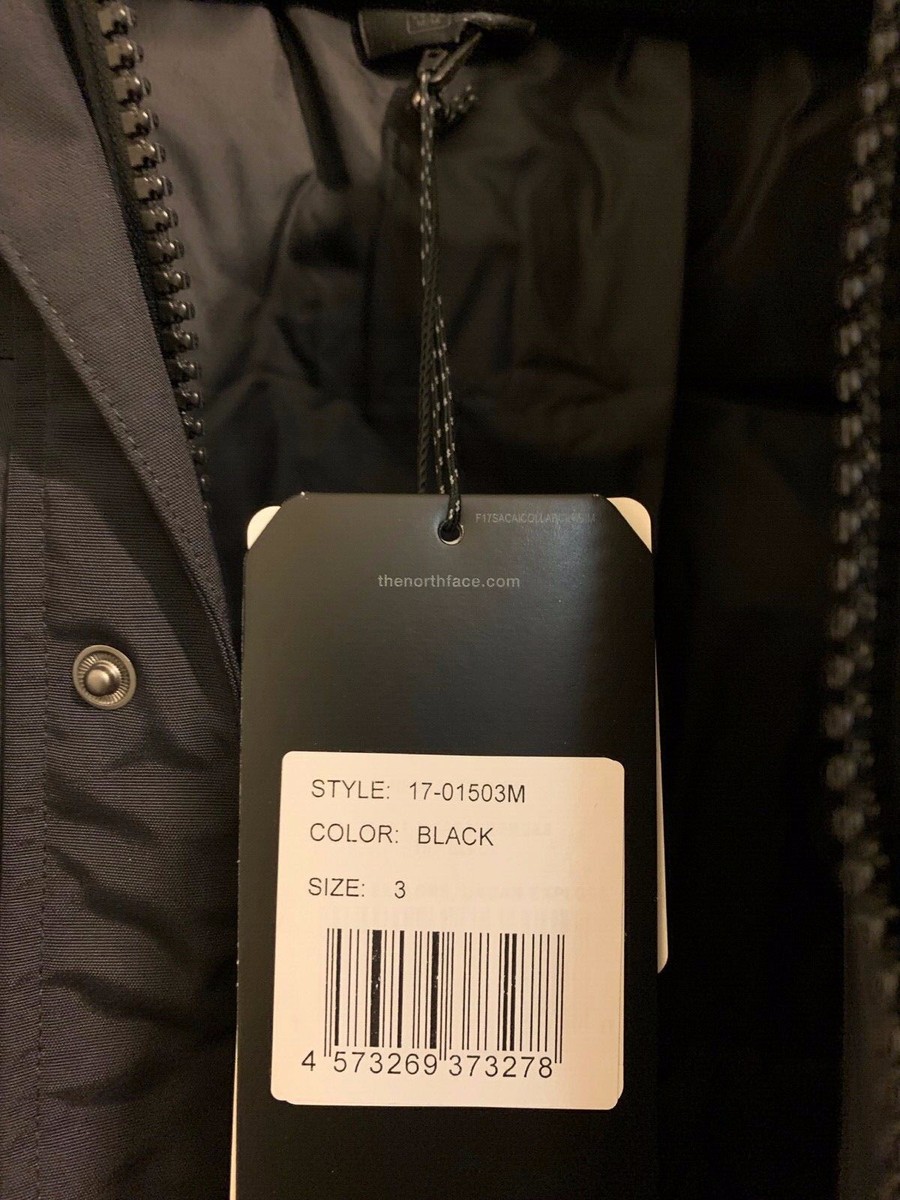 thenorthface.com
STYLE: 17-01503M
COLOR: BLACK
SIZE: 3
4 573269 373278